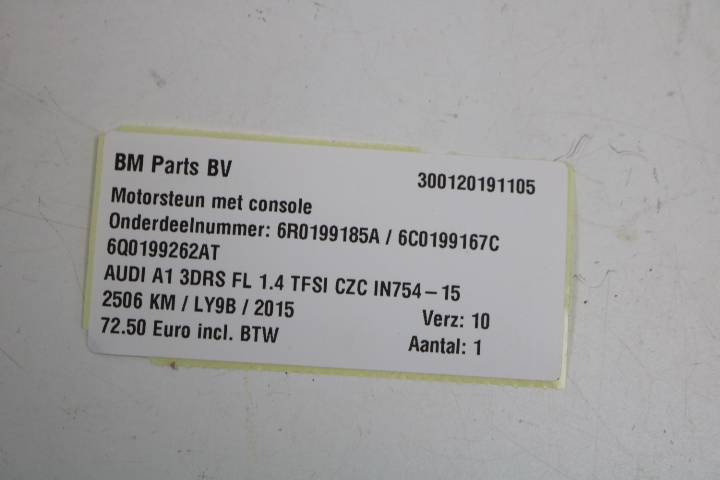 BM Parts BV 300120191105
Motorsteun met console
Onderdeelnummer: 6R0199185A / 6C0199167C
6Q0199262AT
AUDI A1 3DRS FL 1.4 TFSI CZC IN754-15
2506 KM / LY9B / 2015 Verz: 10
72.50 Euro incl. BTW Aantal: 1